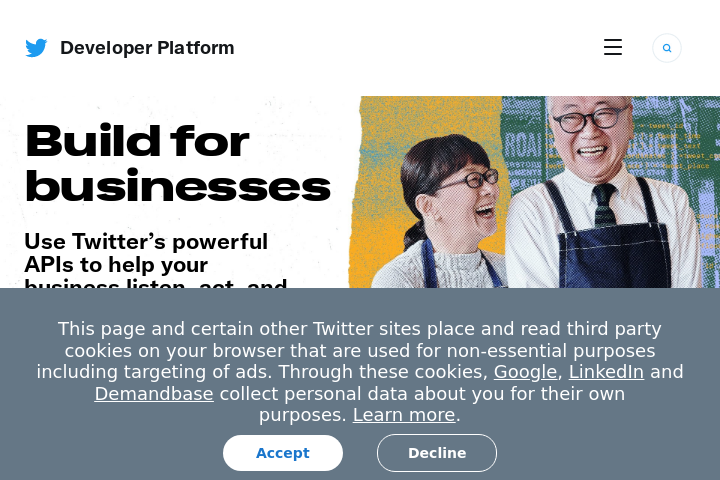 Developer Platform
Build for
businesses
Use Twitter’s powerful
APIs to help your
business listen, act, and
This page and certain other Twitter sites place and read third party
cookies on your browser that are used for non-essential purposes
including targeting of ads. Through these cookies, Google, LinkedIn and
Demandbase collect personal data about you for their own
purposes. Learn more.
Accept
Decline